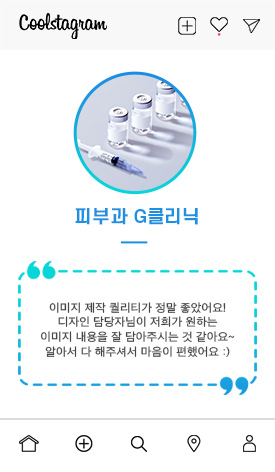 Coolstagram
피부과 G클리닉
이미지 제작 퀄리티가 정말 좋았어요!
디자인 담당자님이 저희가 원하는
이미지 내용을 잘 담아주시는 것 같아요~
알아서 다 해주셔서 마음이 편했어요 :)